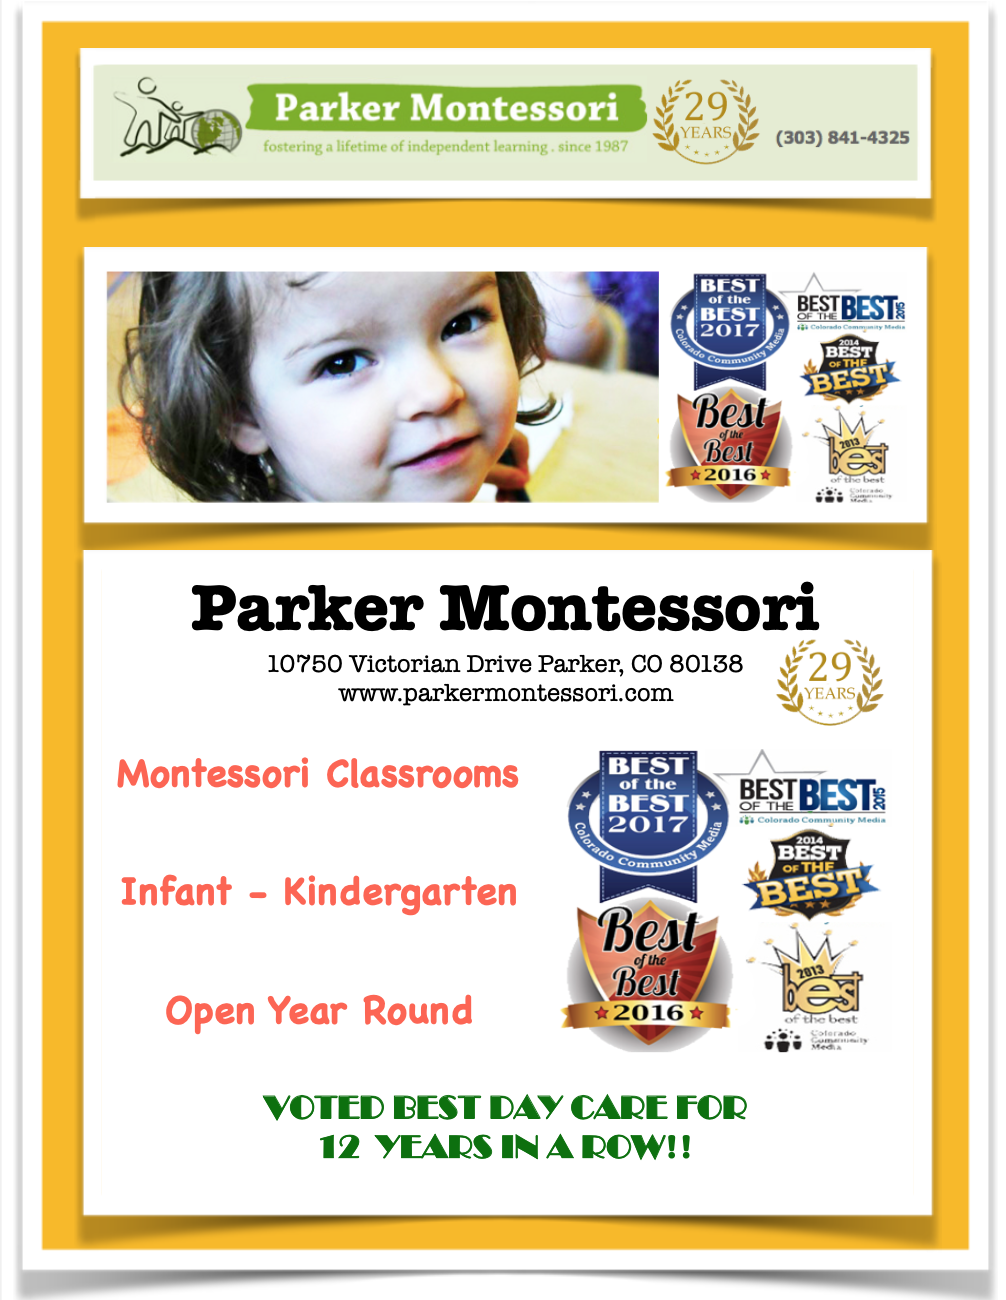 Parker Montessori
fostering a lifetime of independent learning . since 1987
29
YEARS
(303) 841-4325
BEST
of the
BEST
2017
Colorado Community Media
BEST BEST 2015
OF THE
Colorado Community Media
2014
BEST
OF THE
BEST
Best
of the
Best
2016
2013
best
of the best
Colorado
Community
Media
Parker Montessori
10750 Victorian Drive Parker, CO 80138
www.parkermontessori.com
29
YEARS
Montessori Classrooms
Infant - Kindergarten
Open Year Round
BEST
of the
BEST
2017
Colorado Community Media
BEST BEST 2015
OF THE
Colorado Community Media
2014
BEST
OF THE
BEST
Best
of the
Best
2016
2013
best
of the best
Colorado
Community
Media
VOTED BEST DAY CARE FOR
12 YEARS IN A ROW!!